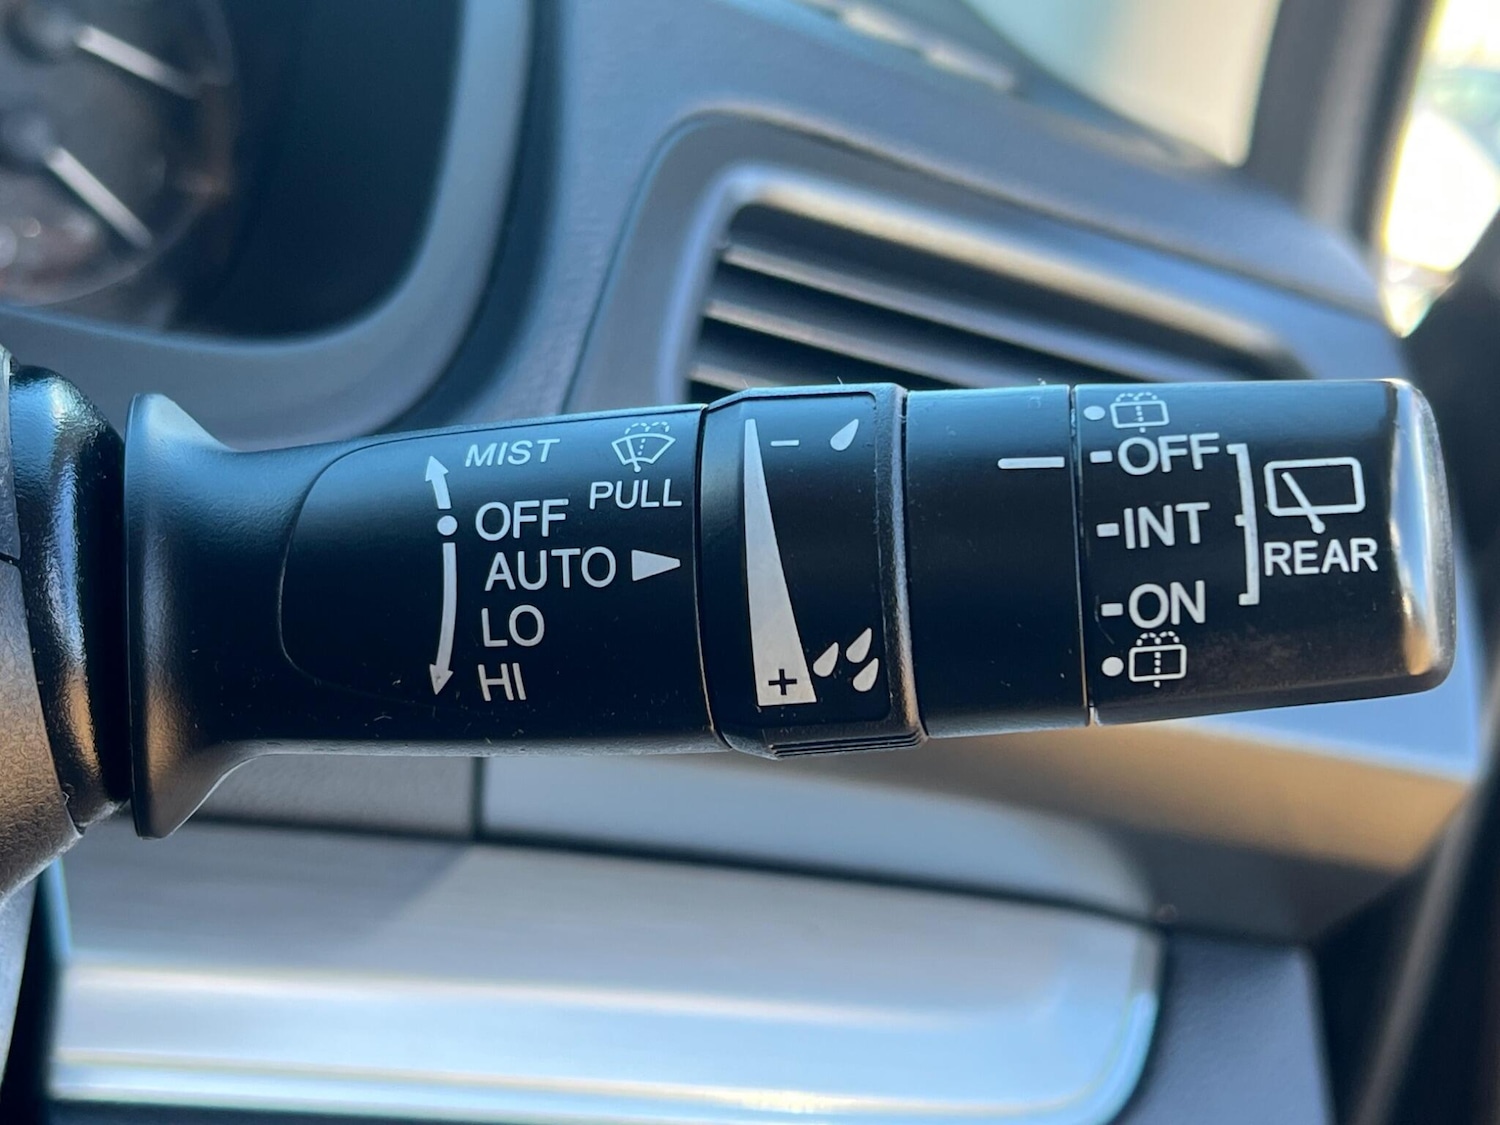 MIST
PULL
OFF
AUTO
LO
HI
−
+
OFF
INT
ON
REAR